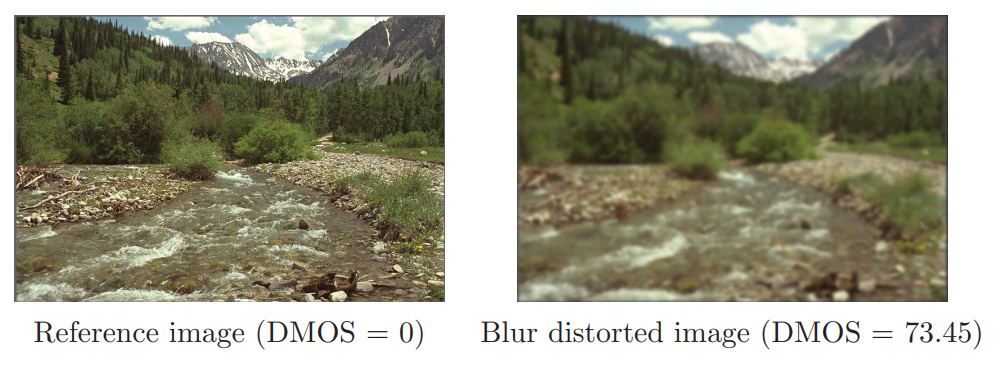 Reference image (DMOS = 0)
Blur distorted image (DMOS = 73.45)